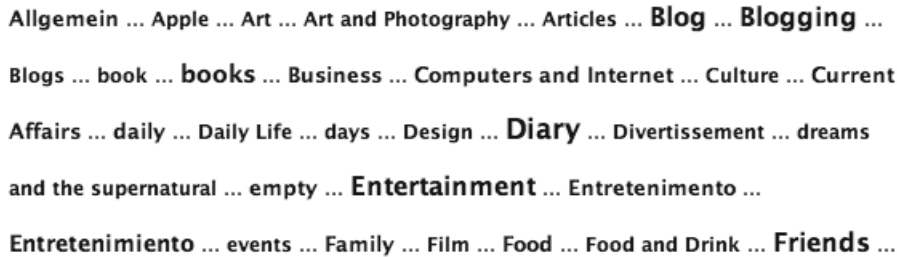 Allgemein ... Apple ... Art ... Art and Photography ... Articles ... Blog ... Blogging ...
Blogs ... book ... books ... Business ... Computers and Internet ... Culture ... Current
Affairs ... daily ... Daily Life ... days ... Design ... Diary ... Divertissement ... dreams
and the supernatural ... empty ... Entertainment ... Entretenimento ...
Entretenimiento ... events ... Family ... Film ... Food ... Food and Drink ... Friends ...